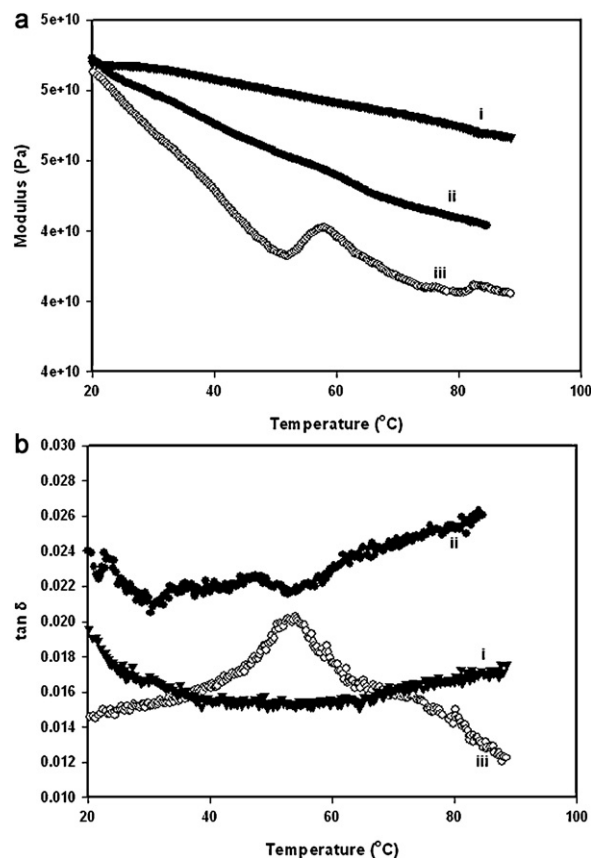 a
5e+10
5e+10
5e+10
4e+10
4e+10
4e+10
Modulus (Pa)
i
ii
iii
20 40 60 80 100
Temperature (°C)
b
0.030
0.028
0.026
0.024
0.022
0.020
0.018
0.016
0.014
0.012
0.010
tan δ
ii
i
iii
20 40 60 80 100
Temperature (°C)